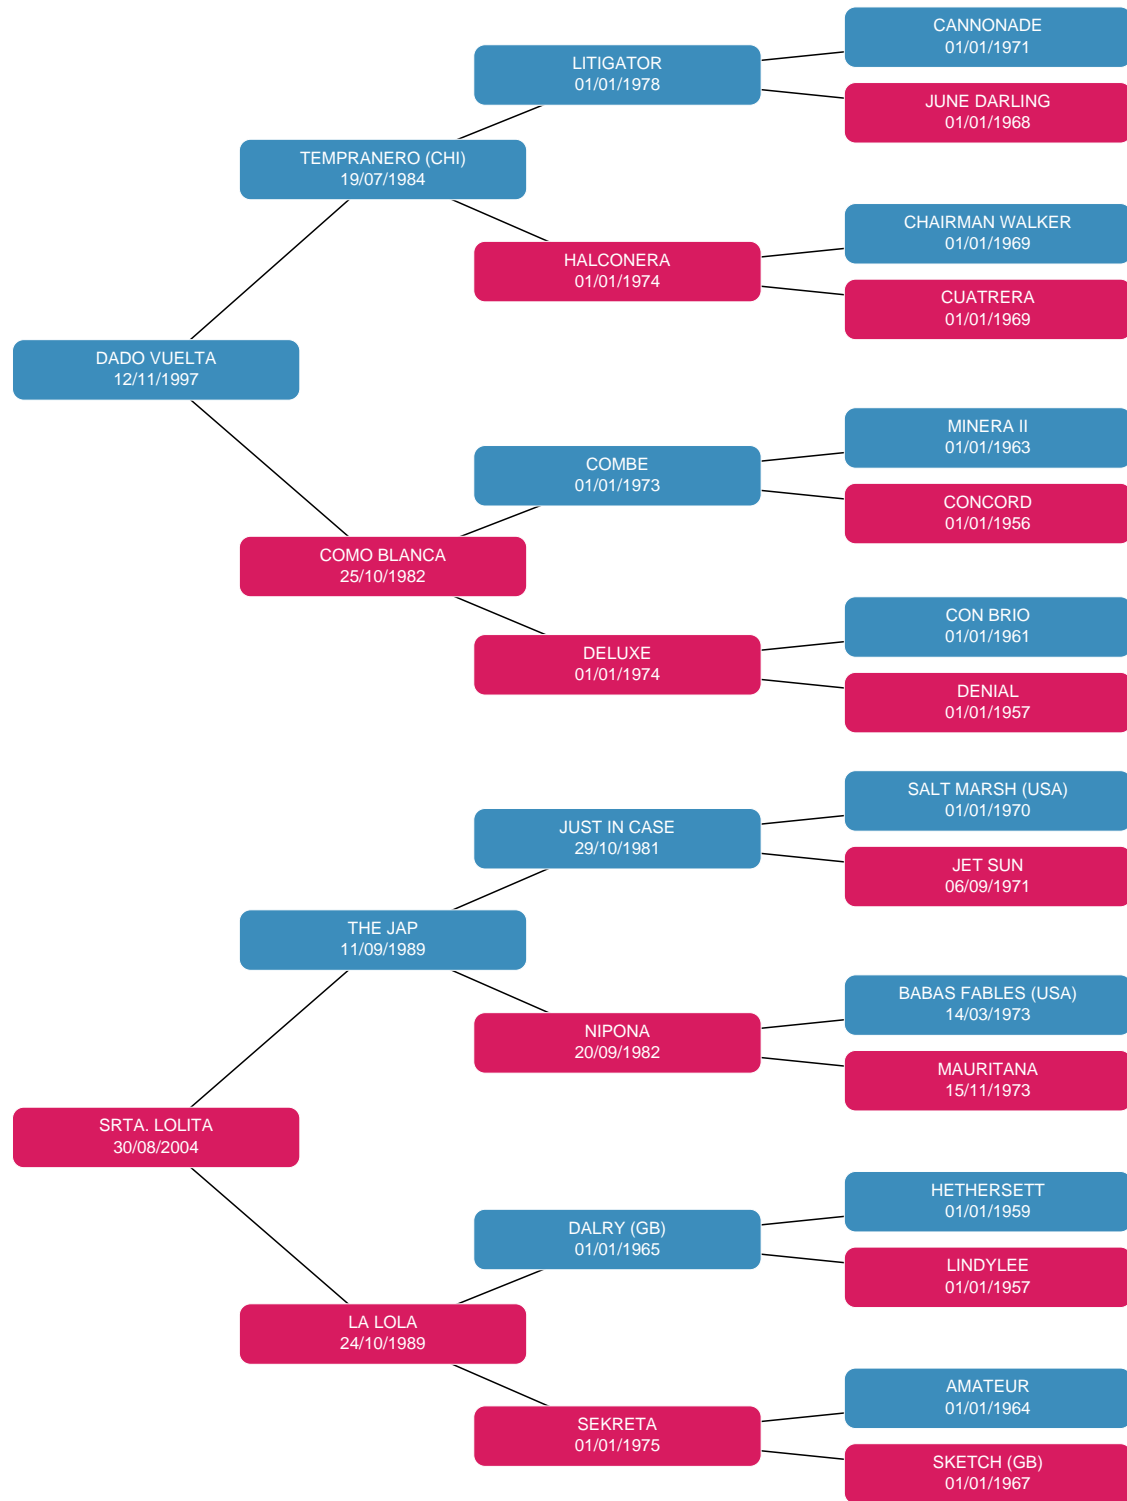 CANNONADE
01/01/1971
LITIGATOR
01/01/1978
JUNE DARLING
01/01/1968
TEMPRANERO (CHI)
19/07/1984
CHAIRMAN WALKER
01/01/1969
HALCONERA
01/01/1974
CUATRERA
01/01/1969
DADO VUELTA
12/11/1997
MINERA II
01/01/1963
COMBE
01/01/1973
CONCORD
01/01/1956
COMO BLANCA
25/10/1982
CON BRIO
01/01/1961
DELUXE
01/01/1974
DENIAL
01/01/1957
SALT MARSH (USA)
01/01/1970
JUST IN CASE
29/10/1981
JET SUN
06/09/1971
THE JAP
11/09/1989
BABAS FABLES (USA)
14/03/1973
NIPONA
20/09/1982
MAURITANA
15/11/1973
SRTA. LOLITA
30/08/2004
HETHERSETT
01/01/1959
DALRY (GB)
01/01/1965
LINDYLEE
01/01/1957
LA LOLA
24/10/1989
AMATEUR
01/01/1964
SEKRETA
01/01/1975
SKETCH (GB)
01/01/1967